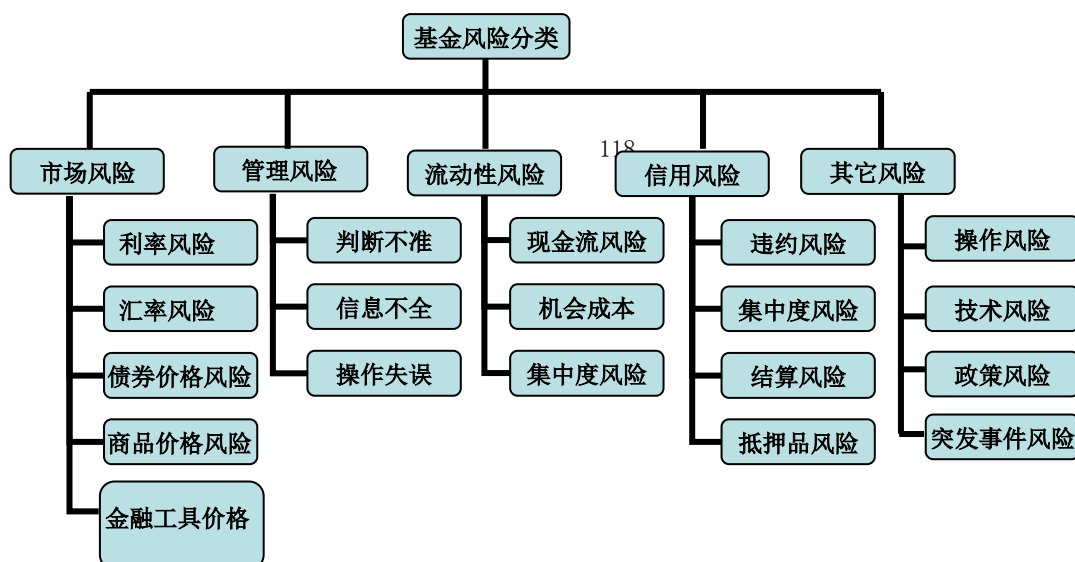 基金风险分类
118
市场风险
管理风险
流动性风险
信用风险
其它风险
利率风险
汇率风险
债券价格风险
商品价格风险
金融工具价格
判断不准
信息不全
操作失误
现金流风险
机会成本
集中度风险
违约风险
集中度风险
结算风险
抵押品风险
操作风险
技术风险
政策风险
突发事件风险